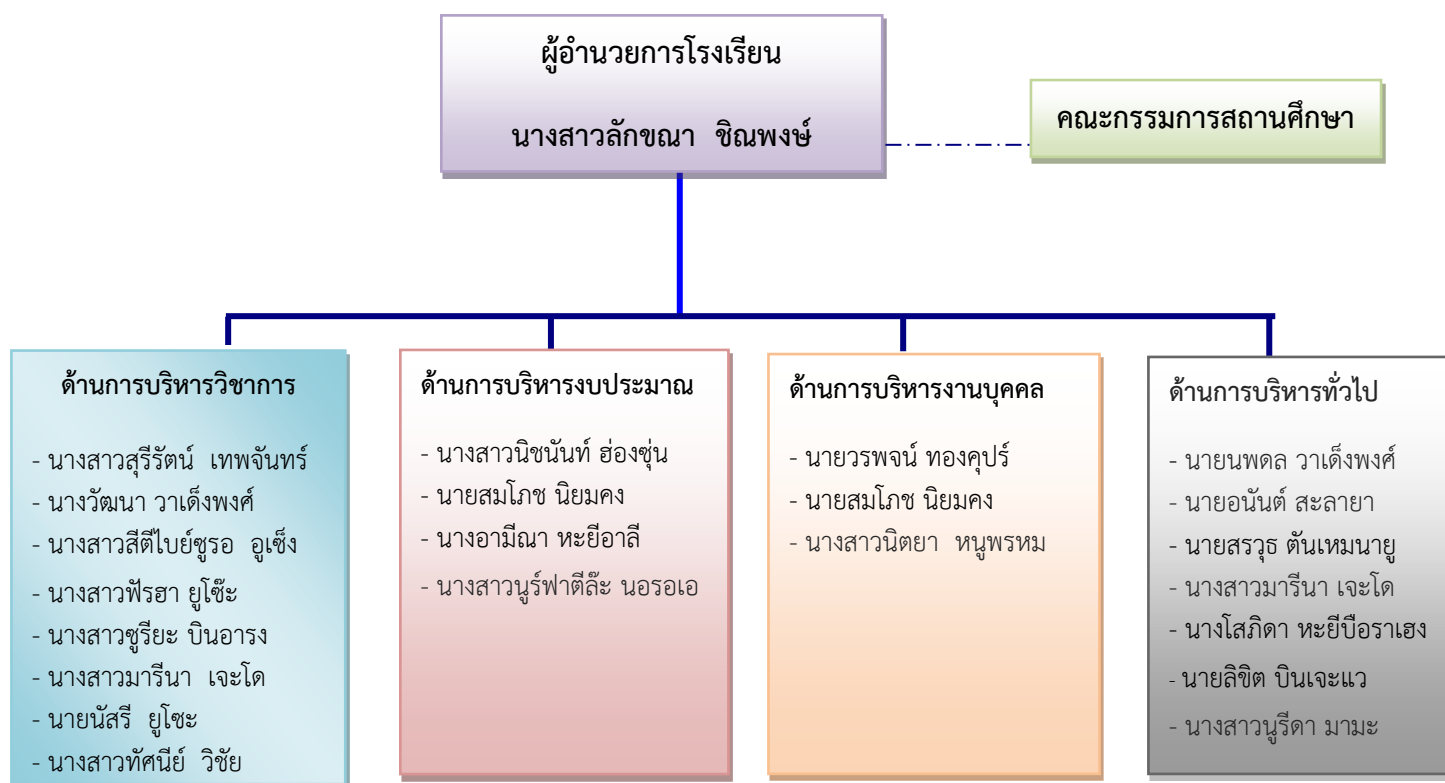 ผู้อำนวยการโรงเรียน
นางสาวลักขณา ชิณพงษ์
คณะกรรมการสถานศึกษา
ด้านการบริหารวิชาการ
- นางสาวสุรีรัตน์ เทพจันทร์
- นางวัฒนา วาเด็งพงศ์
- นางสาวสีตีไบย์ซูรอ อูเซ็ง
- นางสาวฟัรฮา ยูโซ๊ะ
- นางสาวซูรียะ บินอารง
- นางสาวมารีนา เจะโด
- นายนัสรี ยูโซะ
- นางสาวทัศนีย์ วิชัย
ด้านการบริหารงบประมาณ
- นางสาวนิชนันท์ ฮ่องซุ่น
- นายสมโภช นิยมคง
- นางอามีณา หะยีอาลี
- นางสาวนูร์ฟาตีล๊ะ นอรอเอ
ด้านการบริหารงานบุคคล
- นายวรพจน์ ทองคุปร์
- นายสมโภช นิยมคง
- นางสาวนิตยา หนูพรหม
ด้านการบริหารทั่วไป
- นายนพดล วาเด็งพงศ์
- นายอนันต์ สะลายา
- นายสรวุธ ตันเหมนายู
- นางสาวมารีนา เจะโด
- นางโสภิดา หะยีบือราเฮง
- นายลิขิต บินเจะแว
- นางสาวนูรีดา มามะ